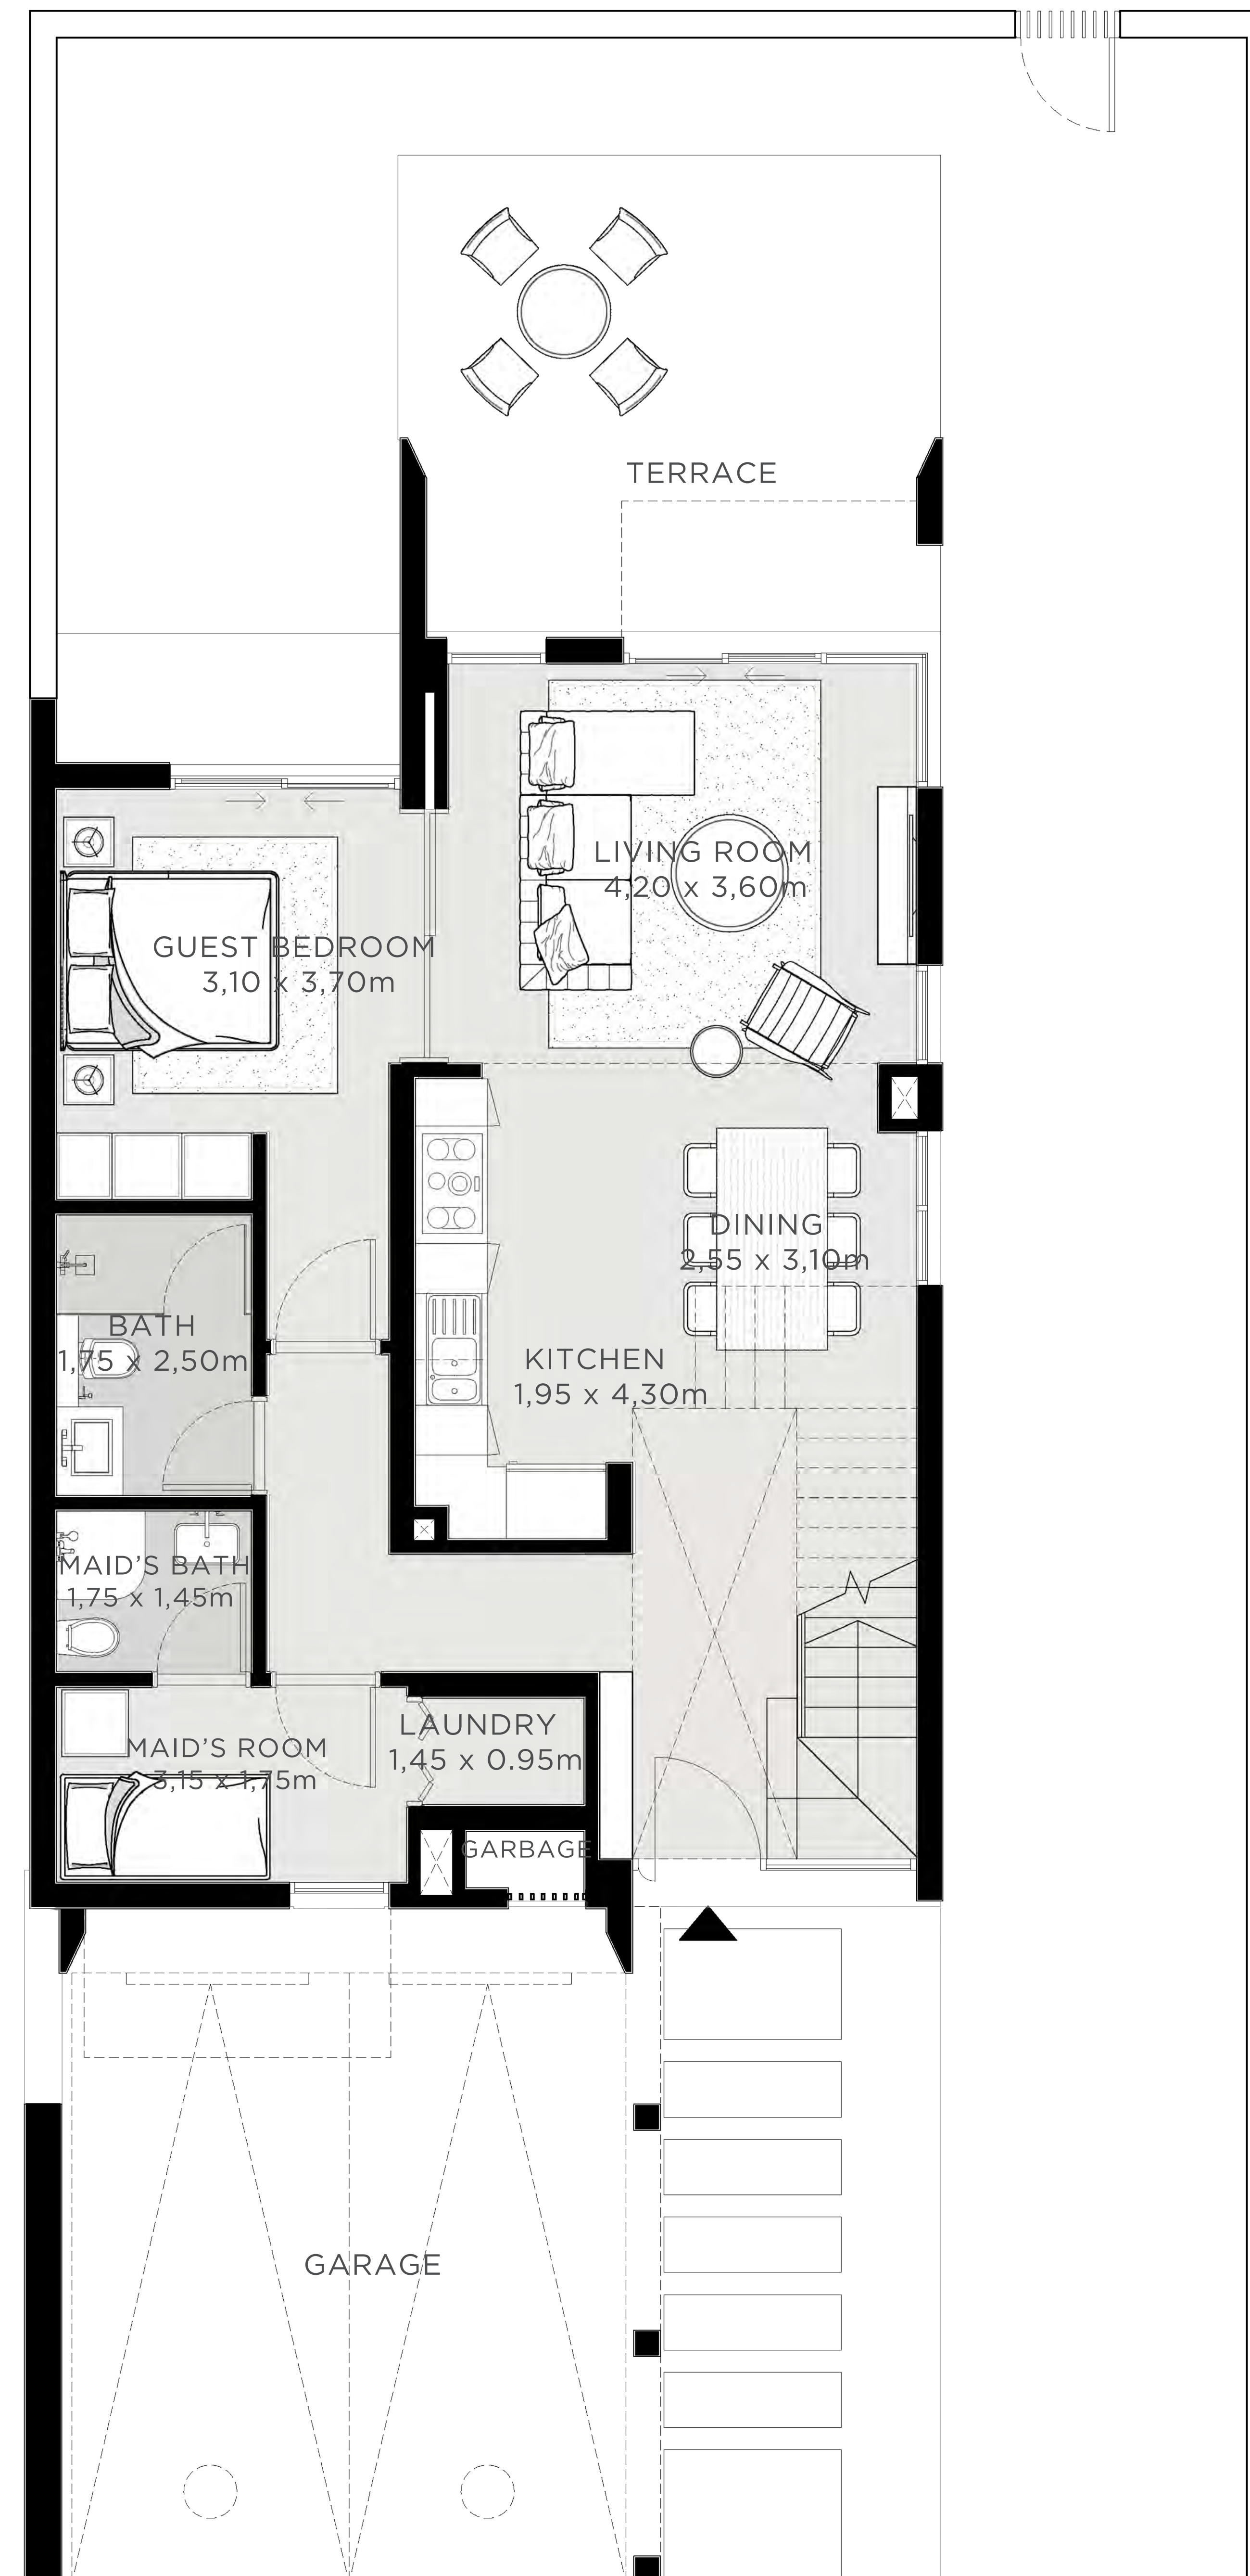 TERRACE
LIVING ROOM
4,20 x 3,60m
GUEST BEDROOM
3,10 x 3,70m
DINING
2,55 x 3,10m
BATH
1,75 x 2,50m
KITCHEN
1,95 x 4,30m
MAID'S BATH
1,75 x 1,45m
LAUNDRY
1,45 x 0.95m
MAID'S ROOM
3,15 x 1,75m
GARBAGE
GARAGE